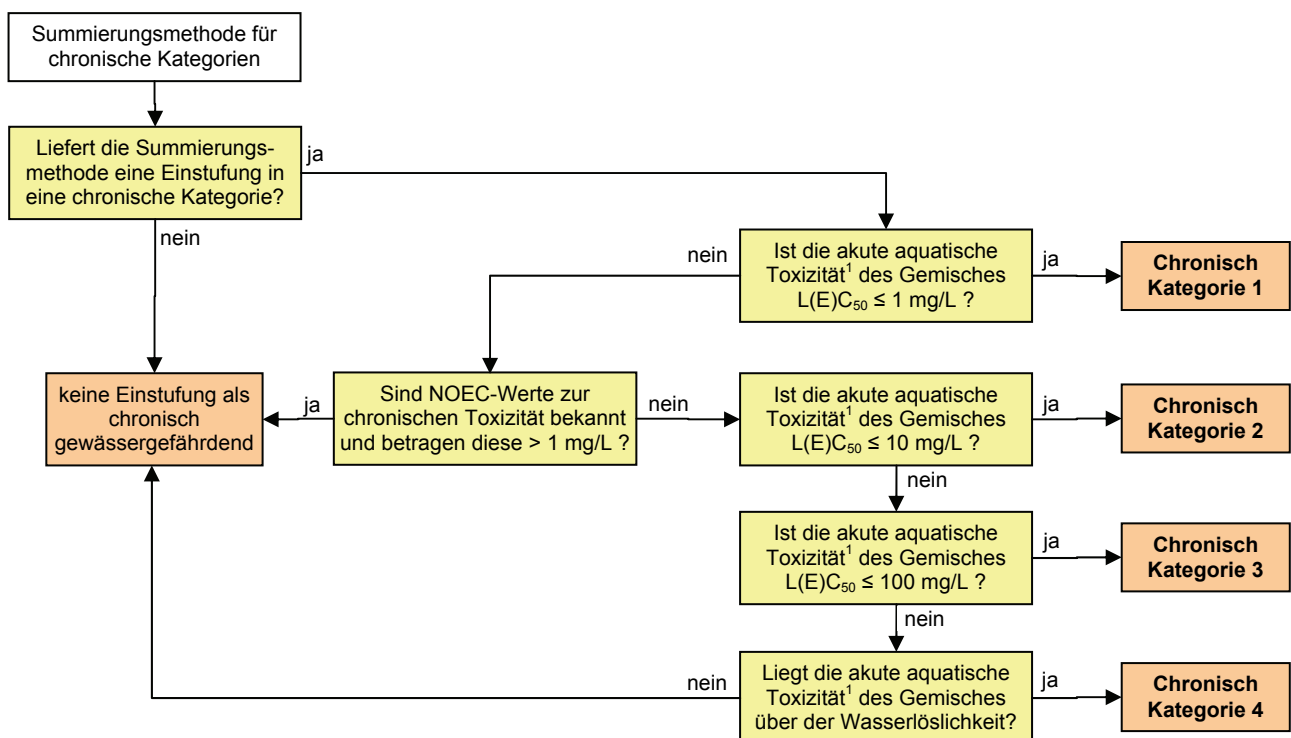 Summierungsmethode für
chronische Kategorien
Liefert die Summierungs-
methode eine Einstufung in
eine chronische Kategorie?
ja
nein
Ist die akute aquatische
Toxizität¹ des Gemisches
L(E)C₅₀ ≤ 1 mg/L ?
nein
ja
Chronisch
Kategorie 1
keine Einstufung als
chronisch
gewässergefährdend
ja
Sind NOEC-Werte zur
chronischen Toxizität bekannt
und betragen diese > 1 mg/L ?
nein
Ist die akute aquatische
Toxizität¹ des Gemisches
L(E)C₅₀ ≤ 10 mg/L ?
ja
Chronisch
Kategorie 2
nein
Ist die akute aquatische
Toxizität¹ des Gemisches
L(E)C₅₀ ≤ 100 mg/L ?
ja
Chronisch
Kategorie 3
nein
Liegt die akute aquatische
Toxizität¹ des Gemisches
über der Wasserlöslichkeit?
nein
ja
Chronisch
Kategorie 4